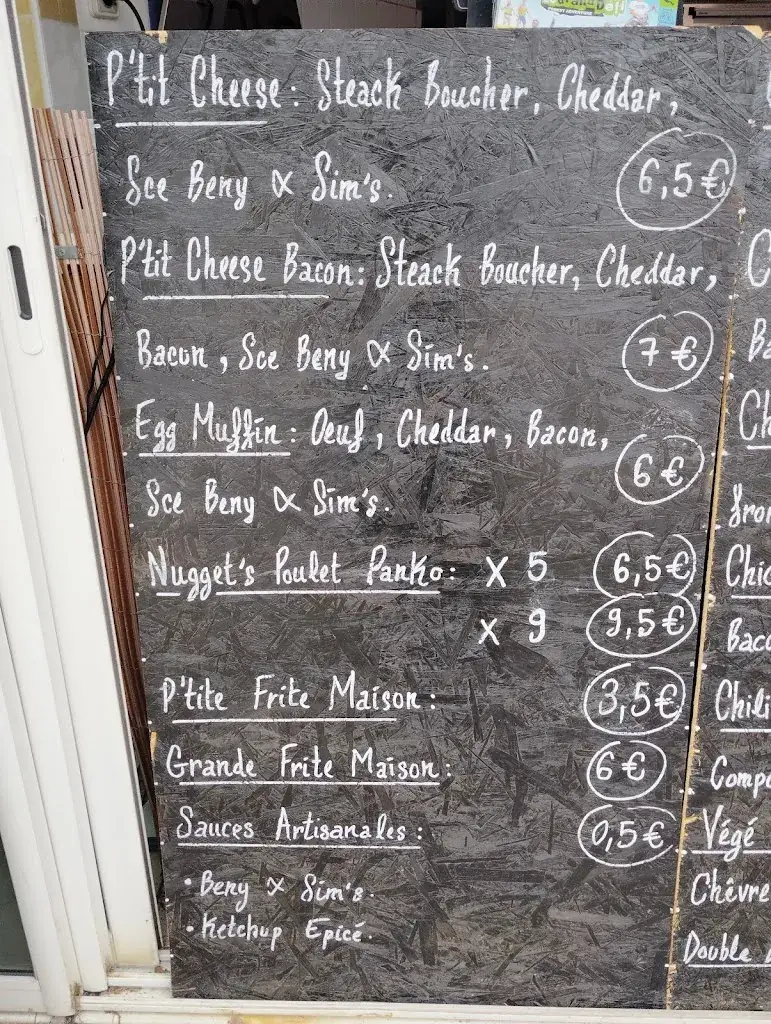 P'tit Cheese: Steack Boucher, Cheddar,
Sce Beny & Sim's. 6,5€
P'tit Cheese Bacon: Steack Boucher, Cheddar,
Bacon, Sce Beny & Sim's. 7€
Egg Muffin: Oeuf, Cheddar, Bacon,
6€
Sce Beny & Sim's.
Nugget's Poulet Panko: X 5 6,5€
X 9 9,5€
P'tite Frite Maison: 3,5€
Grande Frite Maison: 6€
Sauces Artisanales: 0,5€
• Beny & Sim's.
• Ketchup Epicé.
Végé
Chèvre
Double